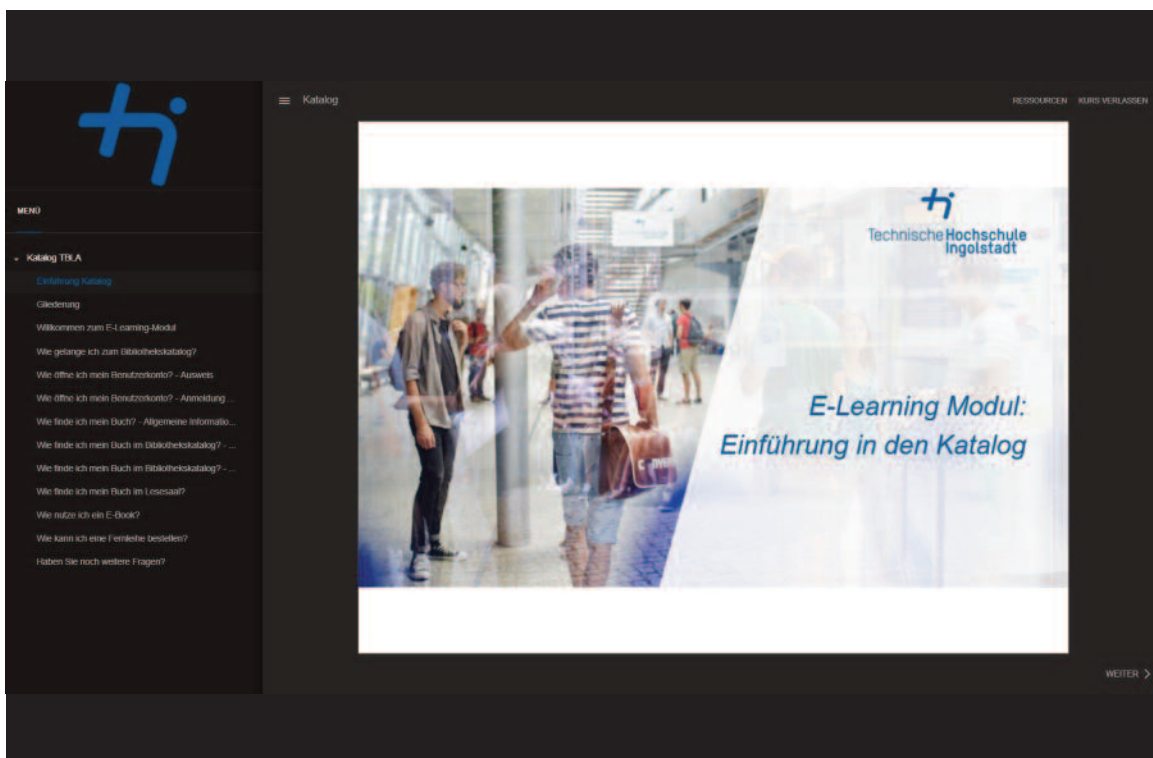 MENÜ
Katalog TBLA
Einführung Katalog
Gliederung
Willkommen zum E-Learning-Modul
Wie gelange ich zum Bibliothekskatalog?
Wie öffne ich mein Benutzerkonto? - Ausweis
Wie öffne ich mein Benutzerkonto? - Anmeldung ...
Wie finde ich mein Buch? - Allgemeine Informatio...
Wie finde ich mein Buch im Bibliothekskatalog? - ...
Wie finde ich mein Buch im Bibliothekskatalog? - ...
Wie finde ich mein Buch im Lesesaal?
Wie nutze ich ein E-Book?
Wie kann ich eine Fernleihe bestellen?
Haben Sie noch weitere Fragen?
Katalog
RESSOURCEN KURS VERLASSEN
Technische Hochschule
Ingolstadt
E-Learning Modul:
Einführung in den Katalog
WEITER